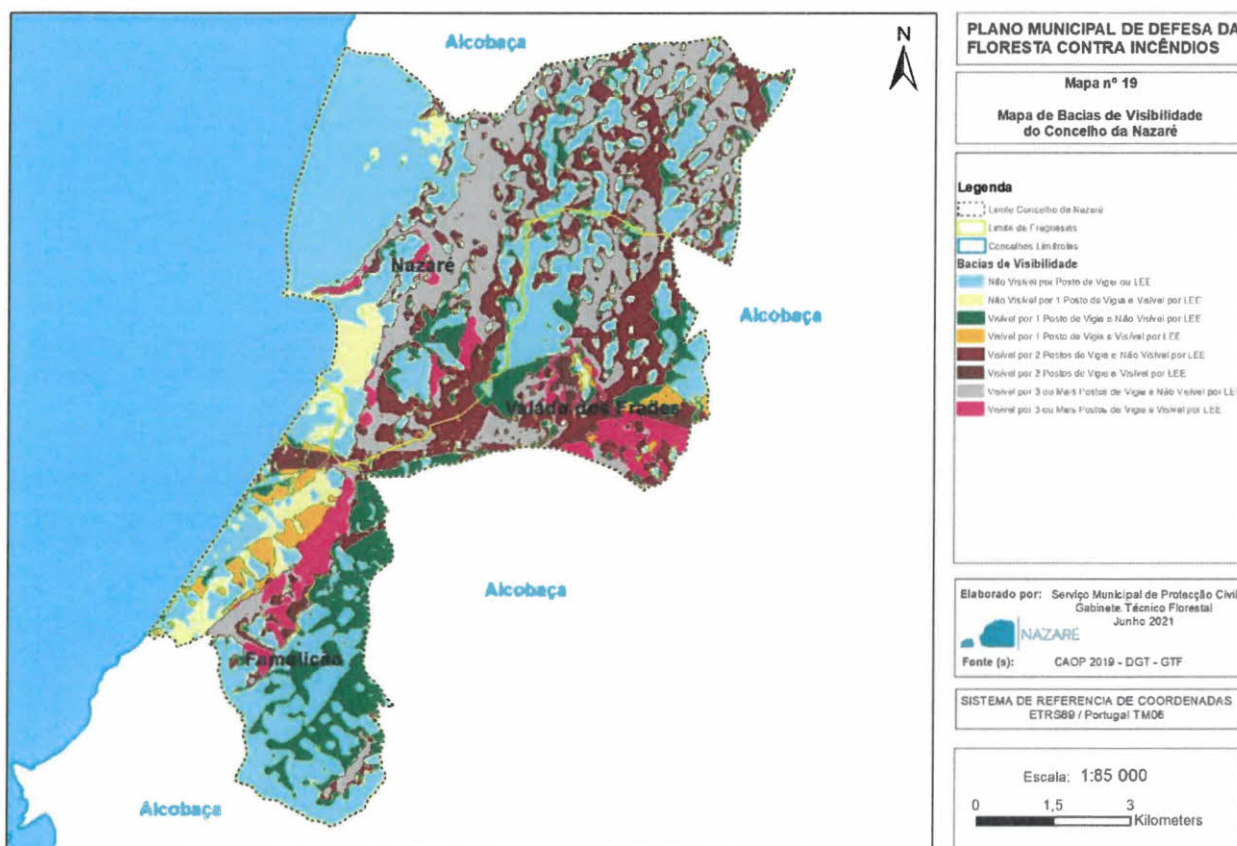 PLANO MUNICIPAL DE DEFESA DA
FLORESTA CONTRA INCÊNDIOS
Mapa nº 19
Mapa de Bacias de Visibilidade
do Concelho da Nazaré
Legenda
Limite Concelho da Nazaré
Limite de Freguesias
Concelhos Limítrofes
Bacias de Visibilidade
Não Visível por Posto de Vigia ou LEE
Não Visível por 1 Posto de Vigia e Visível por LEE
Visível por 1 Posto de Vigia e Não Visível por LEE
Visível por 1 Posto de Vigia e Visível por LEE
Visível por 2 Postos de Vigia e Não Visível por LEE
Visível por 2 Postos de Vigia e Visível por LEE
Visível por 3 ou Mais Postos de Vigia e Não Visível por LEE
Visível por 3 ou Mais Postos de Vigia e Visível por LEE
Elaborado por: Serviço Municipal de Protecção Civil
Gabinete Técnico Florestal
Junho 2021
NAZARÉ
Fonte (s): CAOP 2019 - DGT - GTF
SISTEMA DE REFERENCIA DE COORDENADAS
ETRS89 / Portugal TM06
Escala: 1:85 000
0 1,5 3
Kilometers
N
Alcobaça
Nazaré
Alcobaça
Valado dos Frades
Alcobaça
Famalicão
Alcobaça